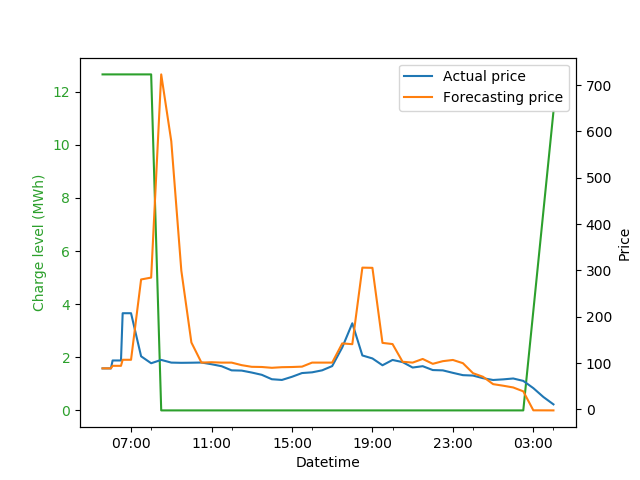 Actual price
Forecasting price
Charge level (MWh)
12
10
8
6
4
2
0
700
600
500
400
300
200
100
0
Price
07:00 11:00 15:00 19:00 23:00 03:00
Datetime